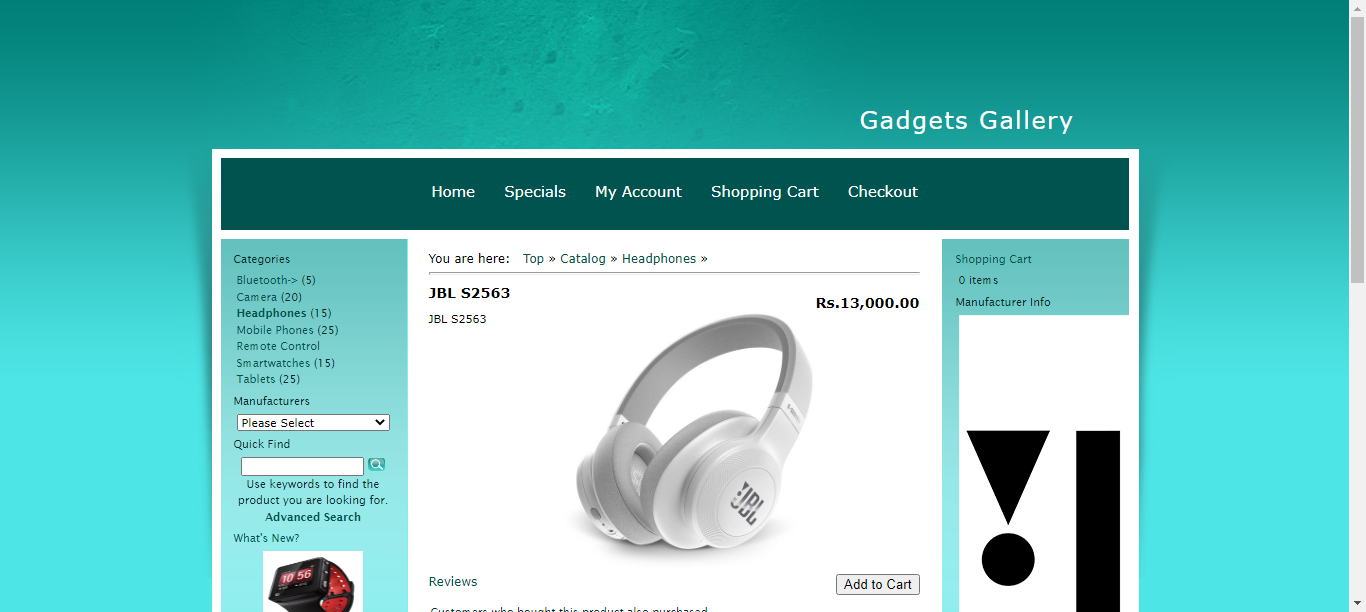 Gadgets Gallery
Home Specials My Account Shopping Cart Checkout
Categories
Bluetooth-> (5)
Camera (20)
Headphones (15)
Mobile Phones (25)
Remote Control
Smartwatches (15)
Tablets (25)
Manufacturers
Please Select
Quick Find
Use keywords to find the
product you are looking for.
Advanced Search
What's New?
10 56
You are here: Top » Catalog » Headphones »
JBL S2563
Rs.13,000.00
JBL S2563
JBL
Reviews
Add to Cart
Customers who bought this product also purchased
Shopping Cart
0 items
Manufacturer Info